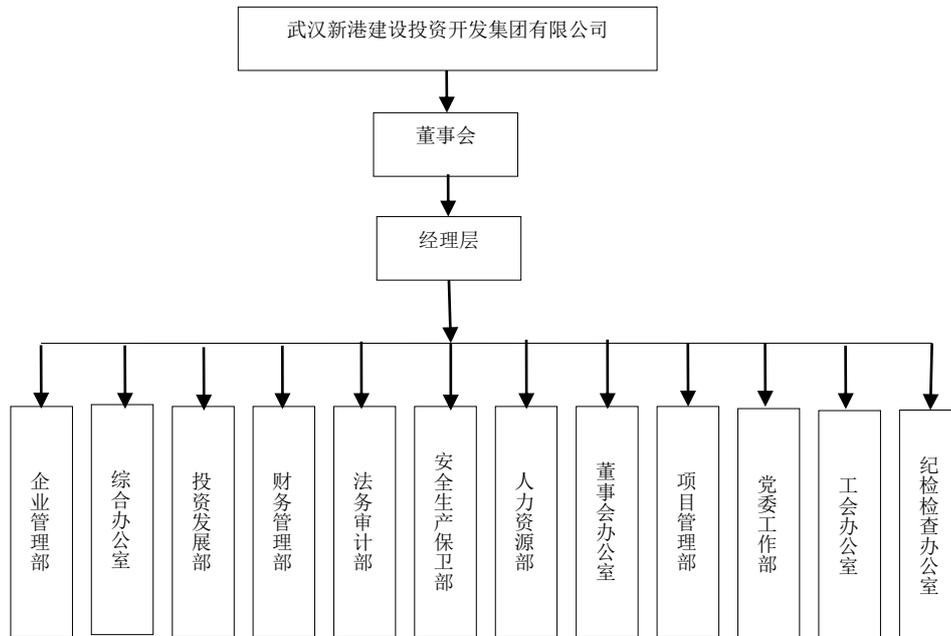 武汉新港建设投资开发集团有限公司
董事会
经理层
企业管理部
综合办公室
投资发展部
财务管理部
法务审计部
安全生产保卫部
人力资源部
董事会办公室
项目管理部
党委工作部
工会办公室
纪检检查办公室